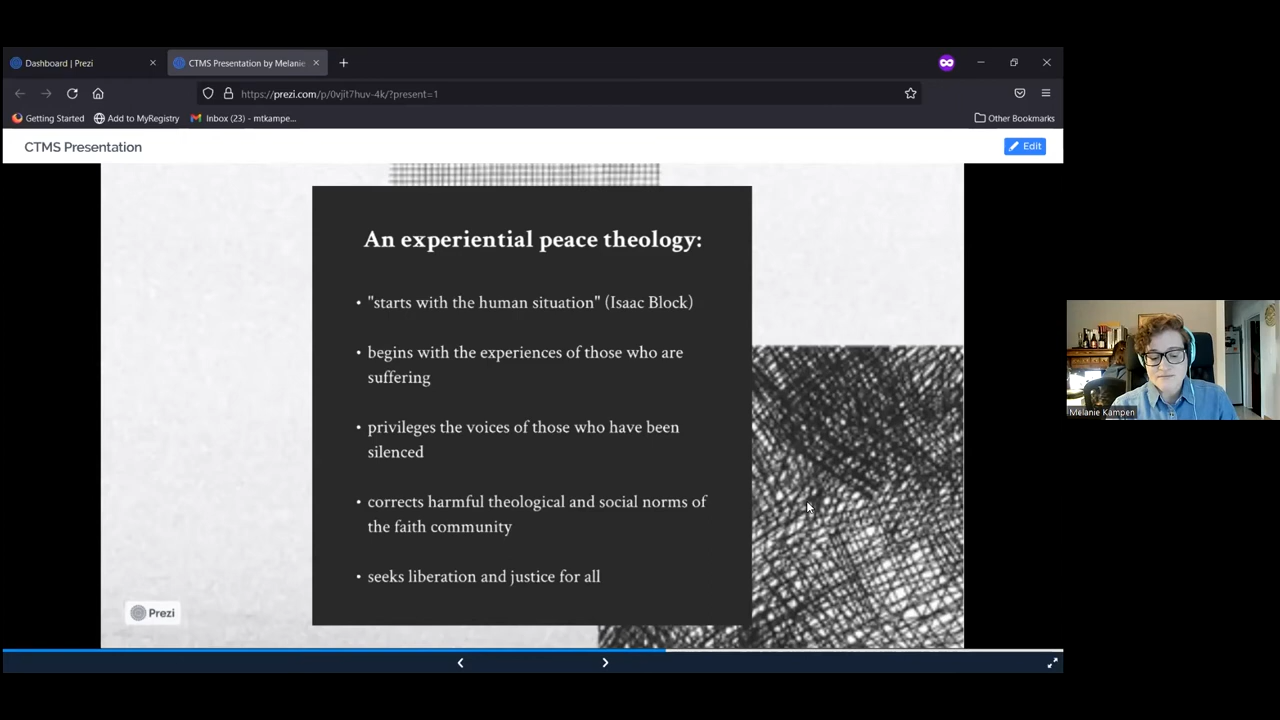 Dashboard | Prezi
CTMS Presentation by Melanie
https://prezi.com/p/0vjit7huv-4k/?present=1
Getting Started
Add to MyRegistry
Inbox (23) - mtkampe...
Other Bookmarks
CTMS Presentation
Edit
An experiential peace theology:
• "starts with the human situation" (Isaac Block)
• begins with the experiences of those who are
suffering
• privileges the voices of those who have been
silenced
• corrects harmful theological and social norms of
the faith community
• seeks liberation and justice for all
Prezi
Melanie Kampen